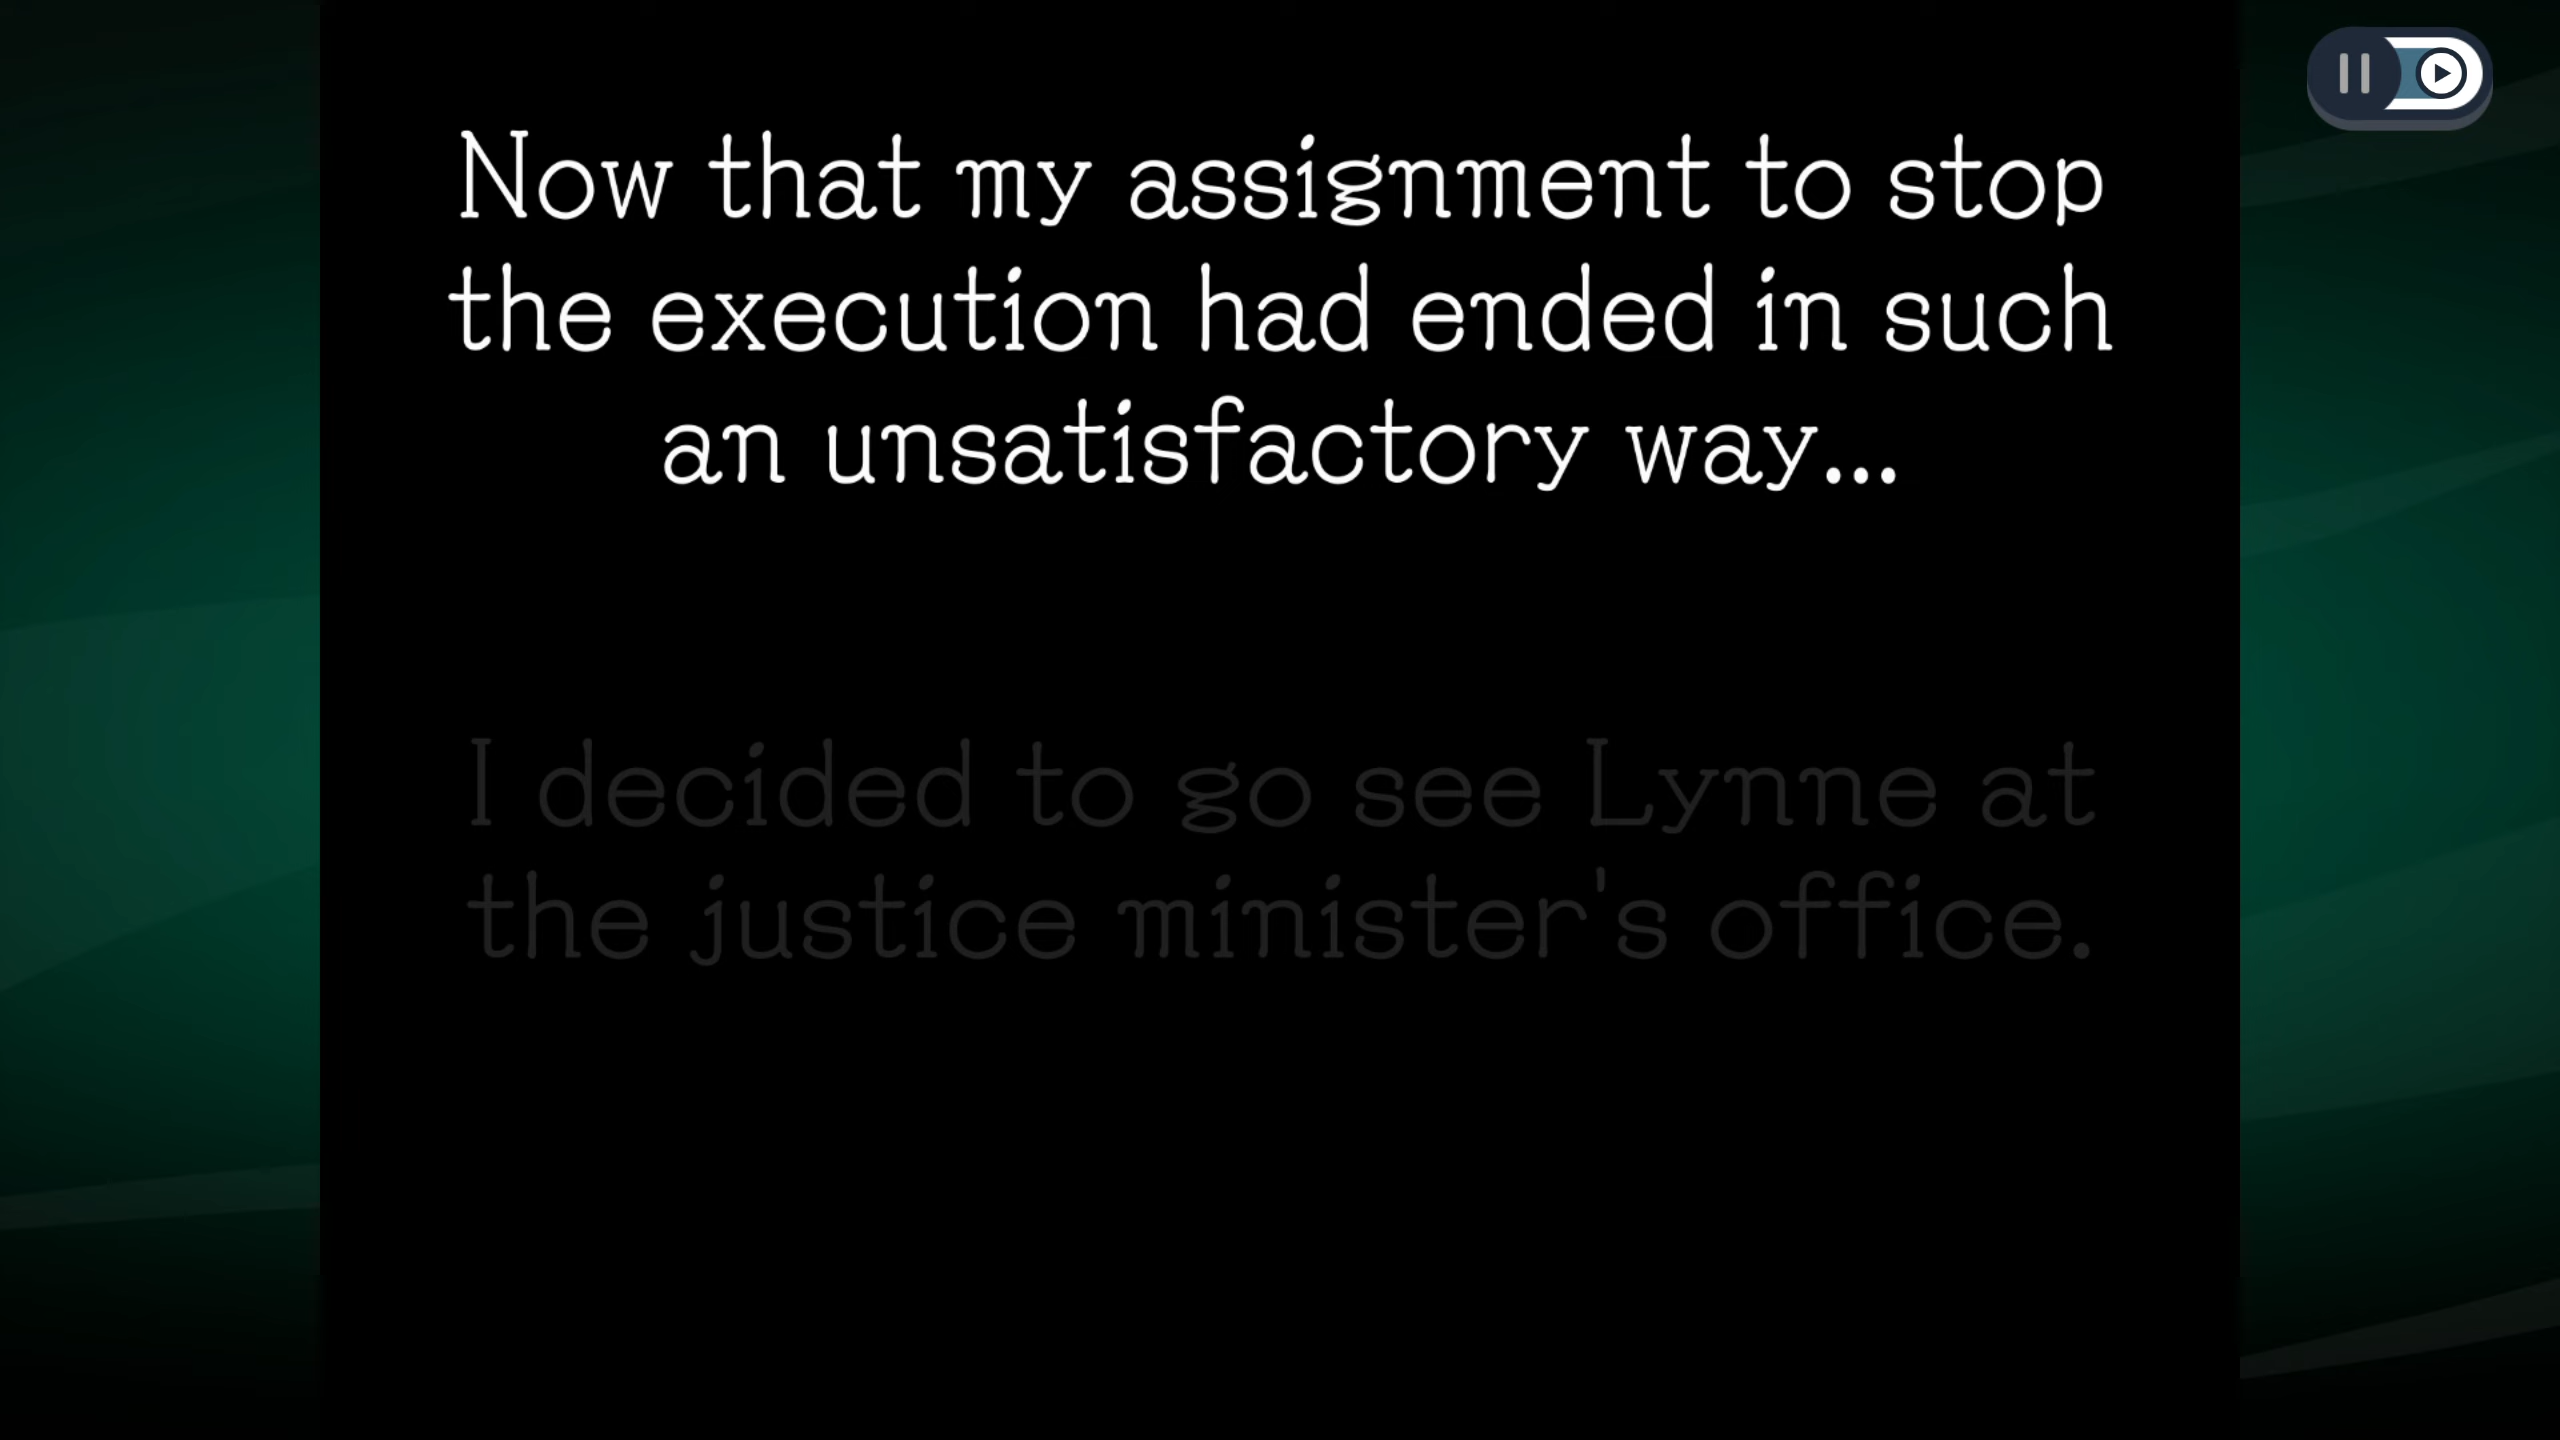 Now that my assignment to stop
the execution had ended in such
an unsatisfactory way...
I decided to go see Lynne at
the justice minister's office.